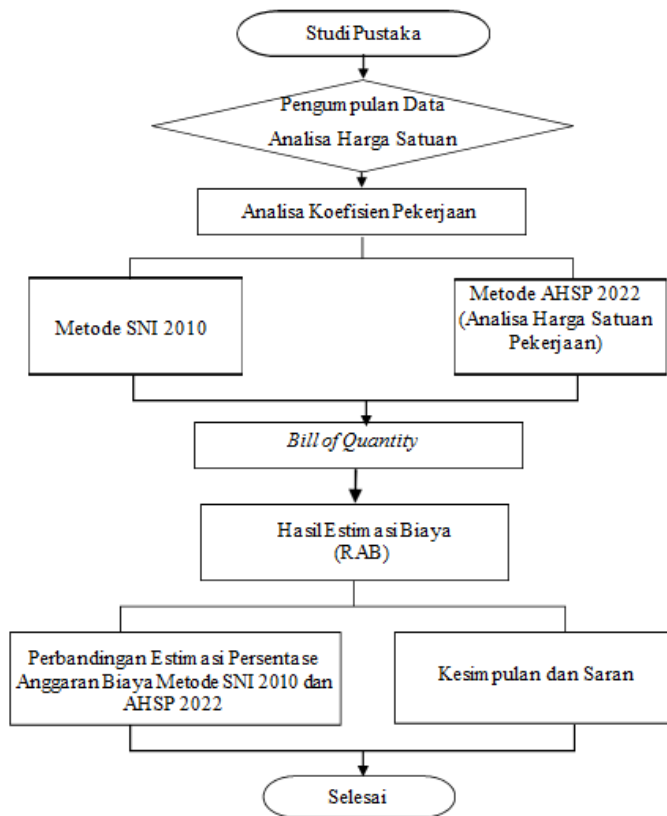 Studi Pustaka
Pengumpulan Data
Analisa Harga Satuan
Analisa Koefisien Pekerjaan
Metode SNI 2010
Metode AHSP 2022
(Analisa Harga Satuan
Pekerjaan)
Bill of Quantity
Hasil Estimasi Biaya
(RAB)
Perbandingan Estimasi Persentase
Anggaran Biaya Metode SNI 2010 dan
AHSP 2022
Kesimpulan dan Saran
Selesai